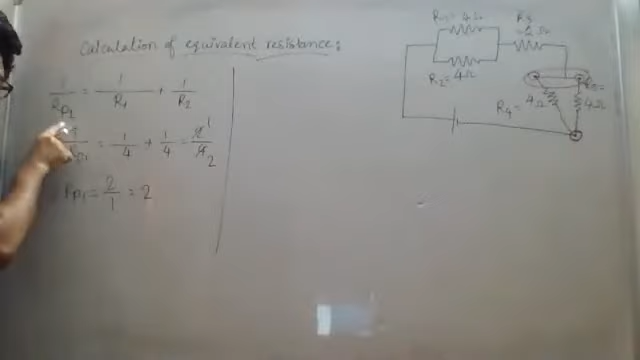 Calculation of equivalent resistance:
1/Rp1 = 1/R1 + 1/R2
= 1/4 + 1/4 = 2/4 1 2
Rp1 = 2/1 = 2
R1 = 4Ω
R3
R2 = 4Ω
R4 = 4Ω
4Ω